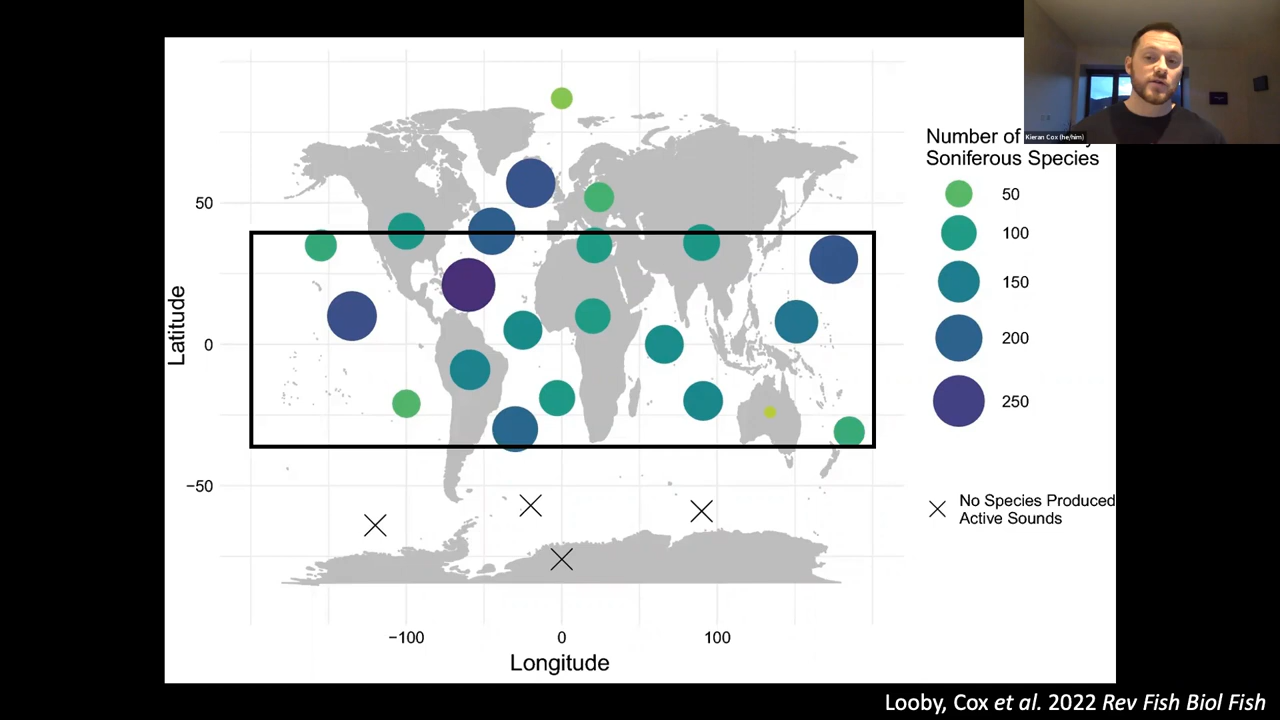 Kieran Cox (he/him)
Number of
Soniferous Species
50
100
150
200
250
No Species Produced
Active Sounds
50
0
−50
Latitude
−100
0
100
Longitude
Looby, Cox et al. 2022 Rev Fish Biol Fish